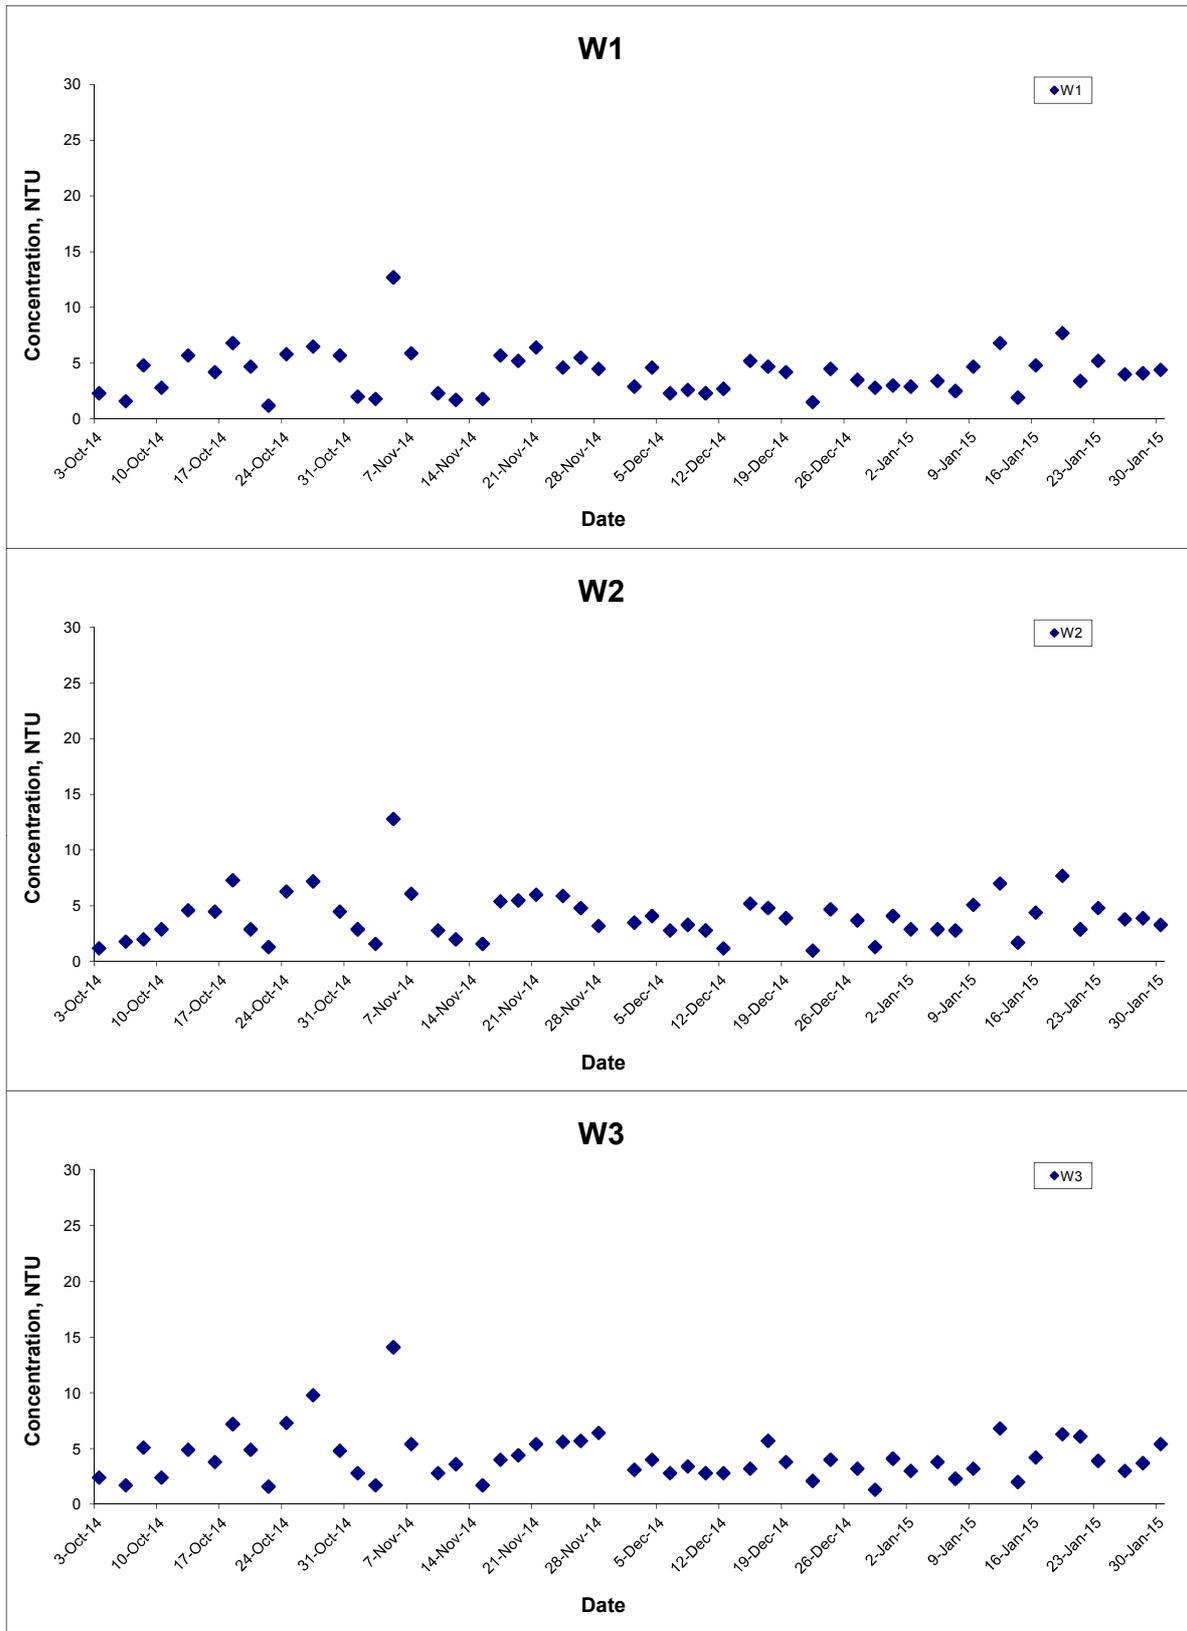 W1
W1
30
25
20
15
10
5
0
Concentration, NTU
3-Oct-14
10-Oct-14
17-Oct-14
24-Oct-14
31-Oct-14
7-Nov-14
14-Nov-14
21-Nov-14
28-Nov-14
5-Dec-14
12-Dec-14
19-Dec-14
26-Dec-14
2-Jan-15
9-Jan-15
16-Jan-15
23-Jan-15
30-Jan-15
Date
W2
W2
30
25
20
15
10
5
0
Concentration, NTU
3-Oct-14
10-Oct-14
17-Oct-14
24-Oct-14
31-Oct-14
7-Nov-14
14-Nov-14
21-Nov-14
28-Nov-14
5-Dec-14
12-Dec-14
19-Dec-14
26-Dec-14
2-Jan-15
9-Jan-15
16-Jan-15
23-Jan-15
30-Jan-15
Date
W3
W3
30
25
20
15
10
5
0
Concentration, NTU
3-Oct-14
10-Oct-14
17-Oct-14
24-Oct-14
31-Oct-14
7-Nov-14
14-Nov-14
21-Nov-14
28-Nov-14
5-Dec-14
12-Dec-14
19-Dec-14
26-Dec-14
2-Jan-15
9-Jan-15
16-Jan-15
23-Jan-15
30-Jan-15
Date